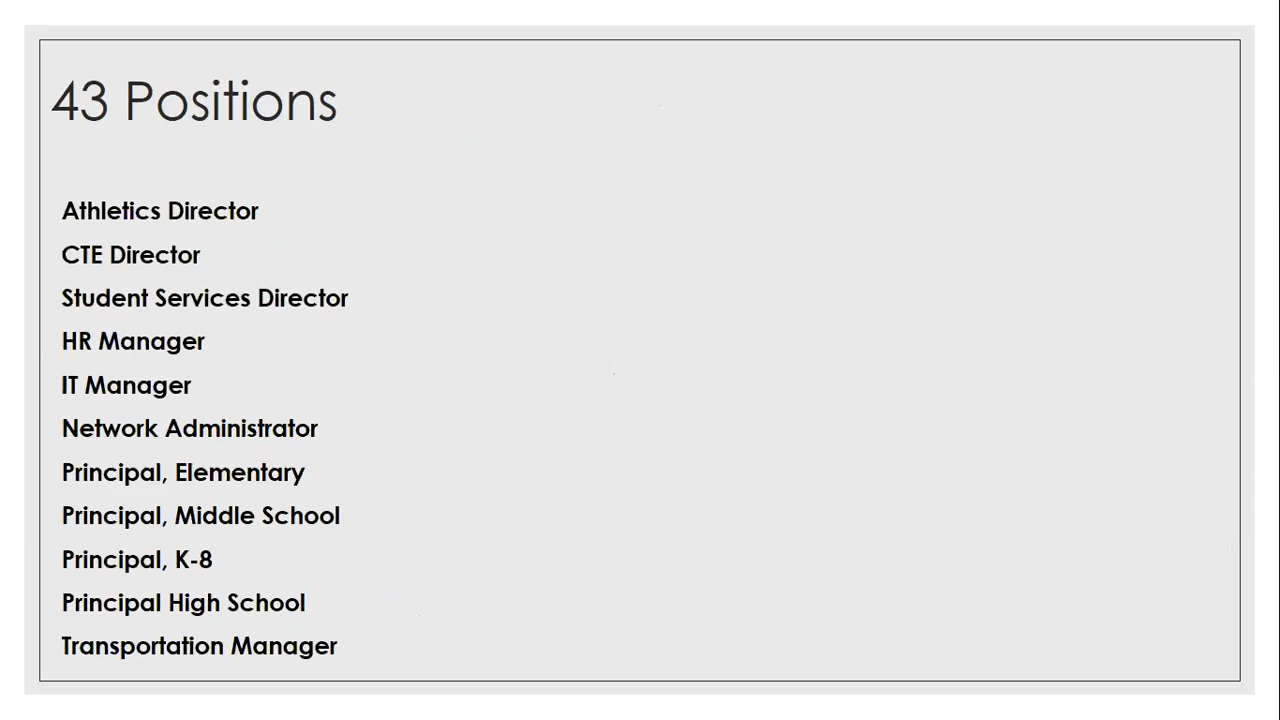 43 Positions
Athletics Director
CTE Director
Student Services Director
HR Manager
IT Manager
Network Administrator
Principal, Elementary
Principal, Middle School
Principal, K-8
Principal High School
Transportation Manager